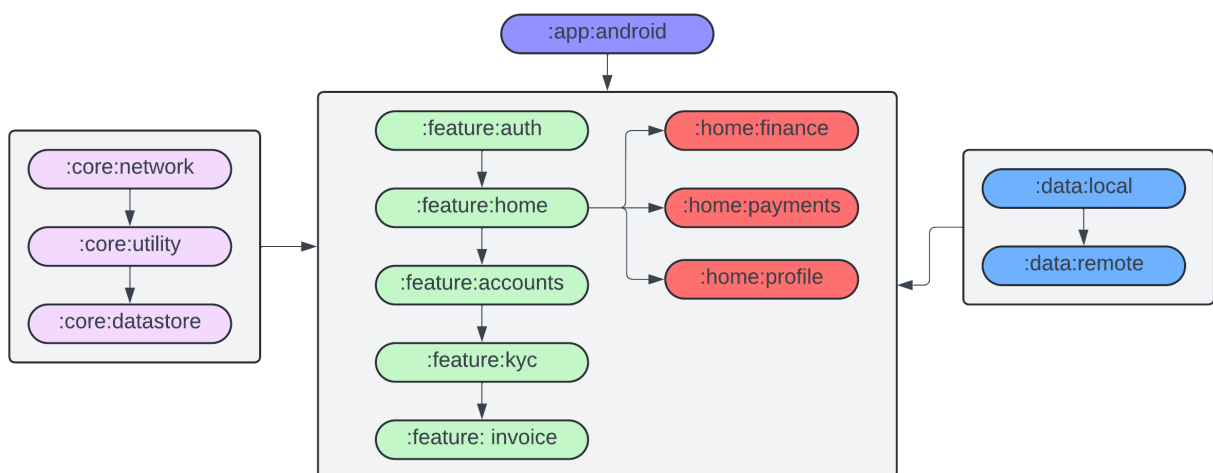 :app:android
:core:network
:core:utility
:core:datastore
:feature:auth
:feature:home
:feature:accounts
:feature:kyc
:feature: invoice
:home:finance
:home:payments
:home:profile
:data:local
:data:remote